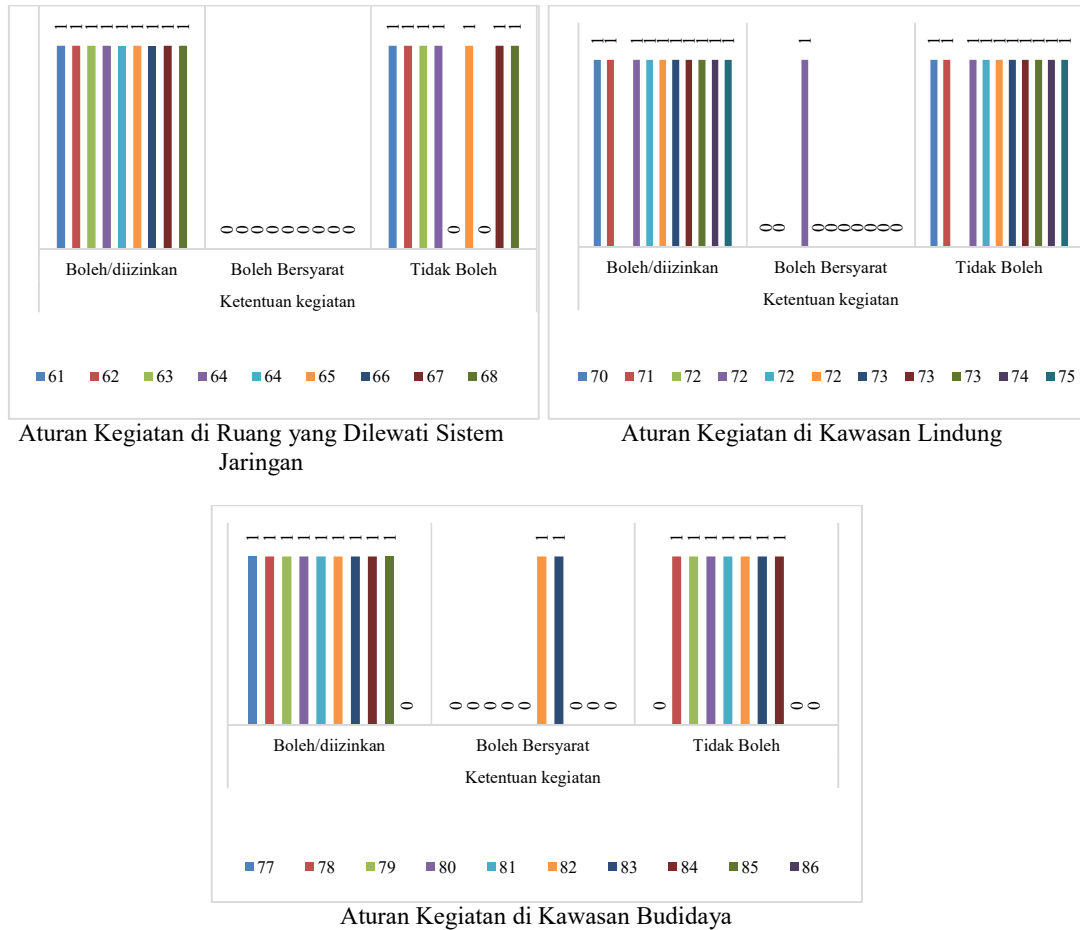 1 1 1 1 1 1 1 1 1 0 0 0 0 0 0 0 0 0 1 1 1 1 0 1 0 1 1
Boleh/diizinkan Boleh Bersyarat Tidak Boleh
Ketentuan kegiatan
61 62 63 64 64 65 66 67 68
Aturan Kegiatan di Ruang yang Dilewati Sistem
Jaringan
1 1 1 1 1 1 1 1 1 1 0 0 1 0 0 0 0 0 0 0 1 1 1 1 1 1 1 1 1 1
Boleh/diizinkan Boleh Bersyarat Tidak Boleh
Ketentuan kegiatan
70 71 72 72 72 72 73 73 73 74 75
Aturan Kegiatan di Kawasan Lindung
1 1 1 1 1 1 1 1 1 0 0 0 0 0 0 1 1 0 0 0 0 1 1 1 1 1 1 1 0 0
Boleh/diizinkan Boleh Bersyarat Tidak Boleh
Ketentuan kegiatan
77 78 79 80 81 82 83 84 85 86
Aturan Kegiatan di Kawasan Budidaya